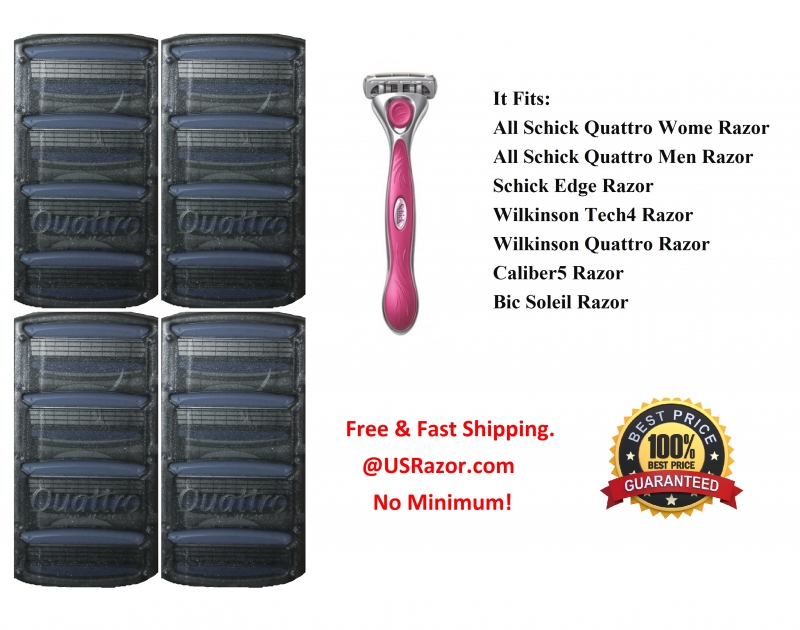 Quattro
Quattro
Quattro
Quattro
Schick
It Fits:
All Schick Quattro Wome Razor
All Schick Quattro Men Razor
Schick Edge Razor
Wilkinson Tech4 Razor
Wilkinson Quattro Razor
Caliber5 Razor
Bic Soleil Razor
Free & Fast Shipping.
@USRazor.com
No Minimum!
BEST PRICE
100%
BEST PRICE
GUARANTEED